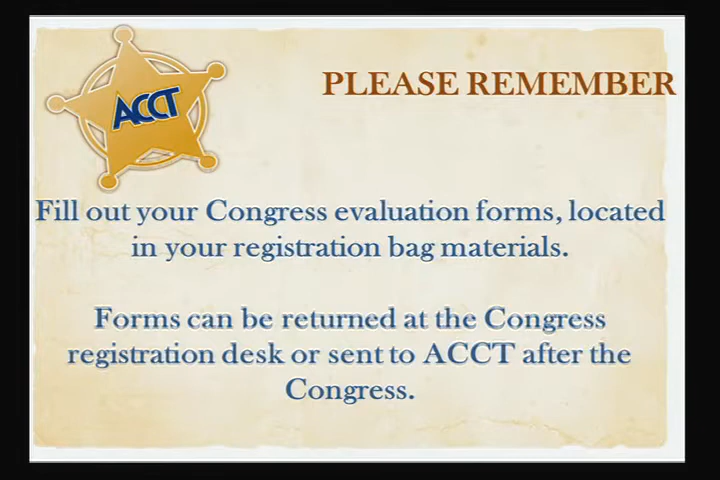 ACCT
PLEASE REMEMBER
Fill out your Congress evaluation forms, located
in your registration bag materials.
Forms can be returned at the Congress
registration desk or sent to ACCT after the
Congress.